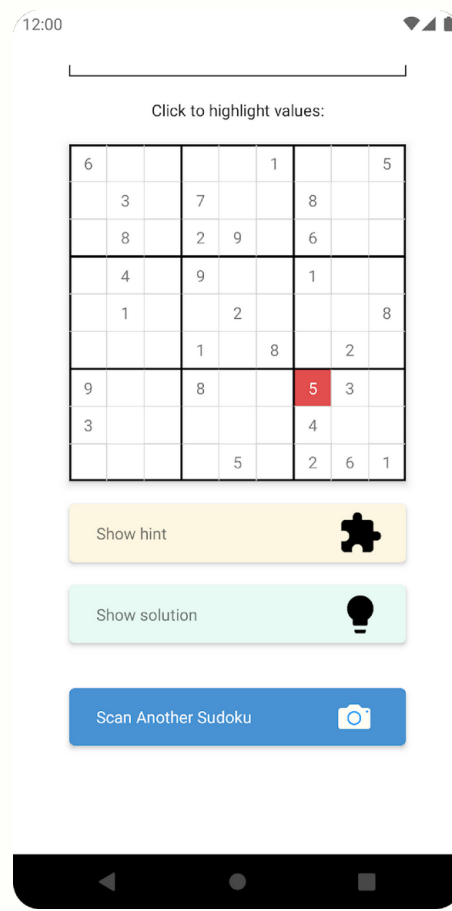 12:00
Click to highlight values:
6 1 5
3 7 8
8 2 9 6
4 9 1
1 2 8
1 8 2
9 8 5 3
3 4
5 2 6 1
Show hint
Show solution
Scan Another Sudoku